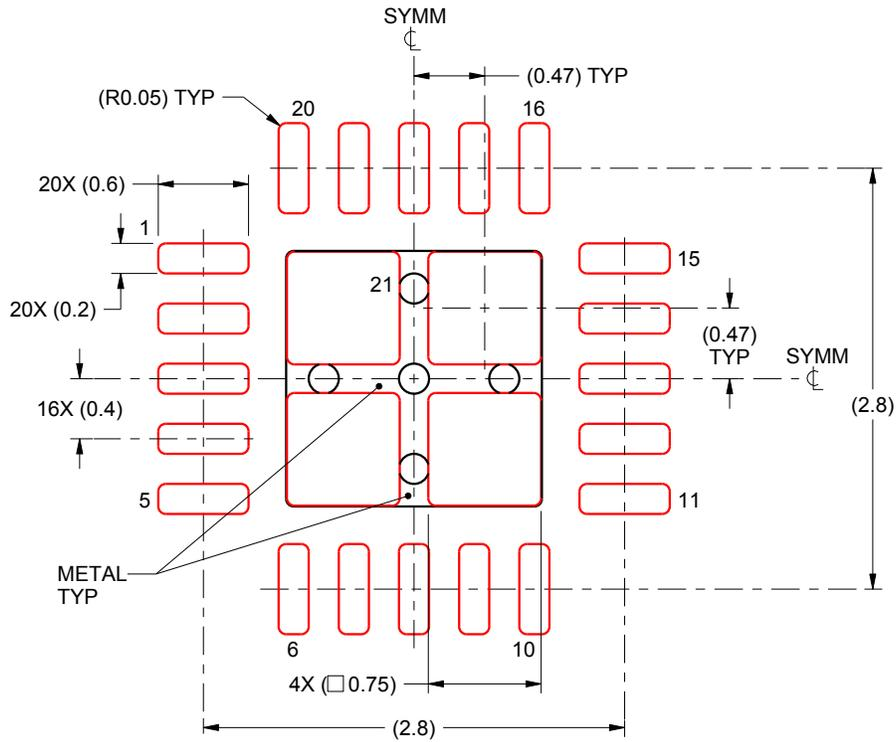 SYMM
(0.47) TYP
(R0.05) TYP
20
16
20X (0.6)
1
15
21
20X (0.2)
(0.47)
TYP
SYMM
16X (0.4)
(2.8)
5
11
METAL
TYP
6
10
4X (□ 0.75)
(2.8)